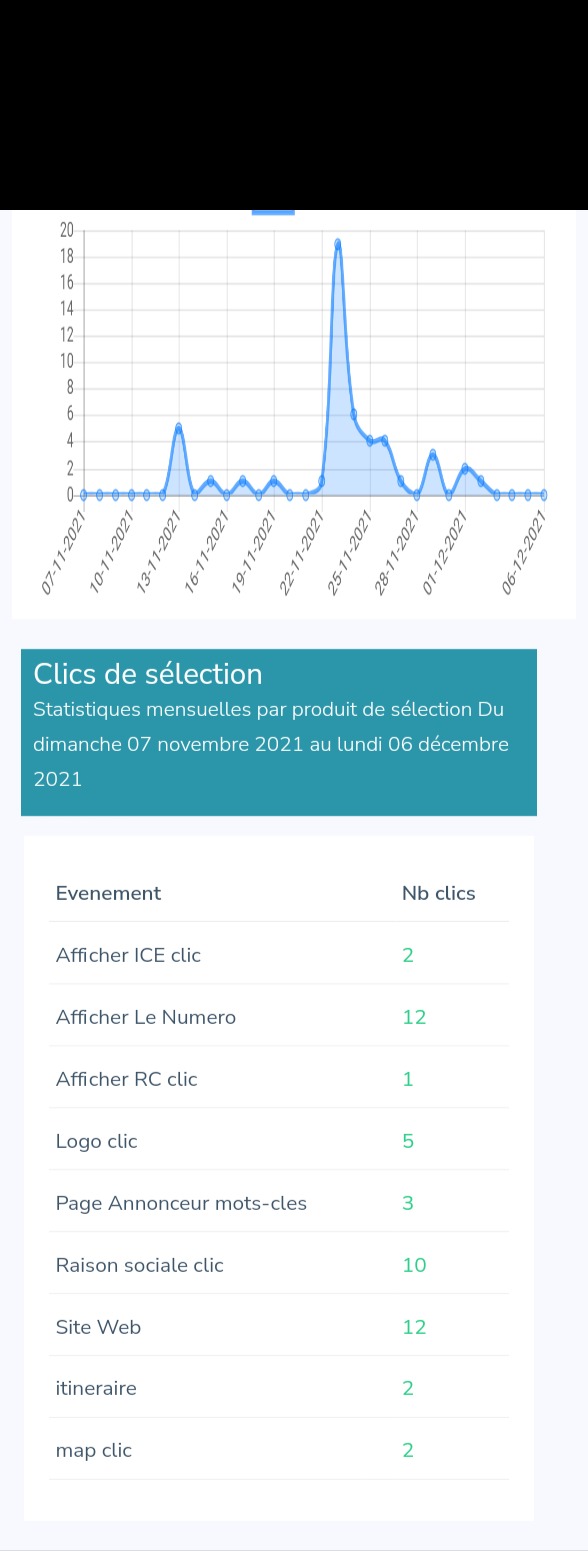 20
18
16
14
12
10
8
6
4
2
0
07-11-2021
10-11-2021
13-11-2021
16-11-2021
19-11-2021
22-11-2021
25-11-2021
28-11-2021
01-12-2021
06-12-2021
Clics de sélection
Statistiques mensuelles par produit de sélection Du
dimanche 07 novembre 2021 au lundi 06 décembre
2021
Evenement Nb clics
Afficher ICE clic 2
Afficher Le Numero 12
Afficher RC clic 1
Logo clic 5
Page Annonceur mots-cles 3
Raison sociale clic 10
Site Web 12
itineraire 2
map clic 2